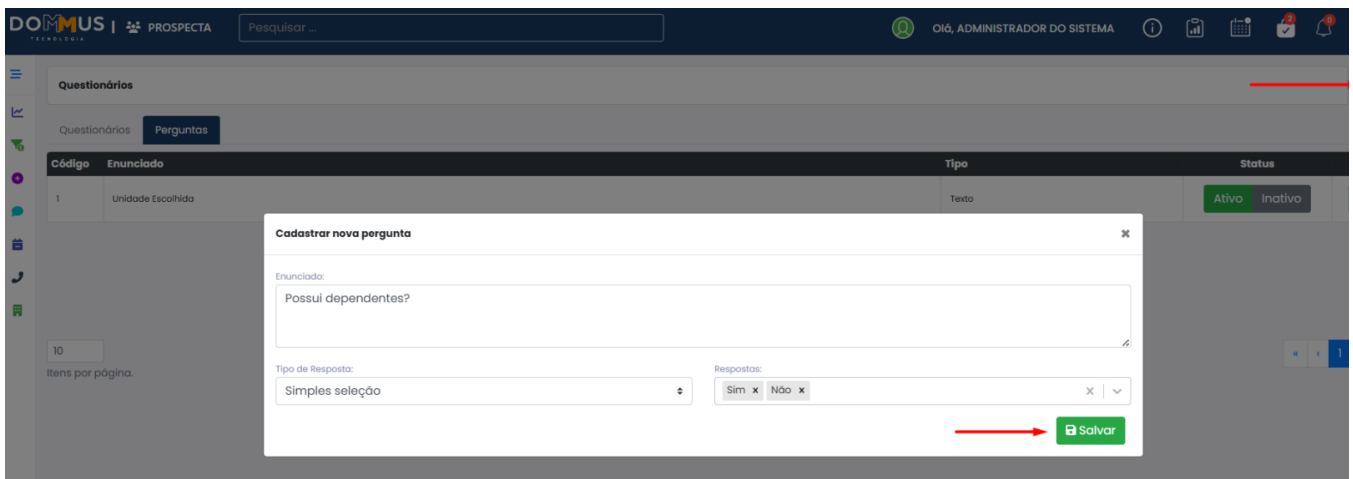 DOMMUS | PROSPECTA Pesquisar ... Olá, ADMINISTRADOR DO SISTEMA 2 0
TECNOLOGIA
Questionários
Questionários Perguntas
Código Enunciado Tipo Status
1 Unidade Escolhida Texto Ativo Inativo
Cadastrar nova pergunta ×
Enunciado:
Possui dependentes?
10 « ‹ 1
Itens por página.
Tipo de Resposta: Respostas:
Simples seleção Sim x Não x
Salvar